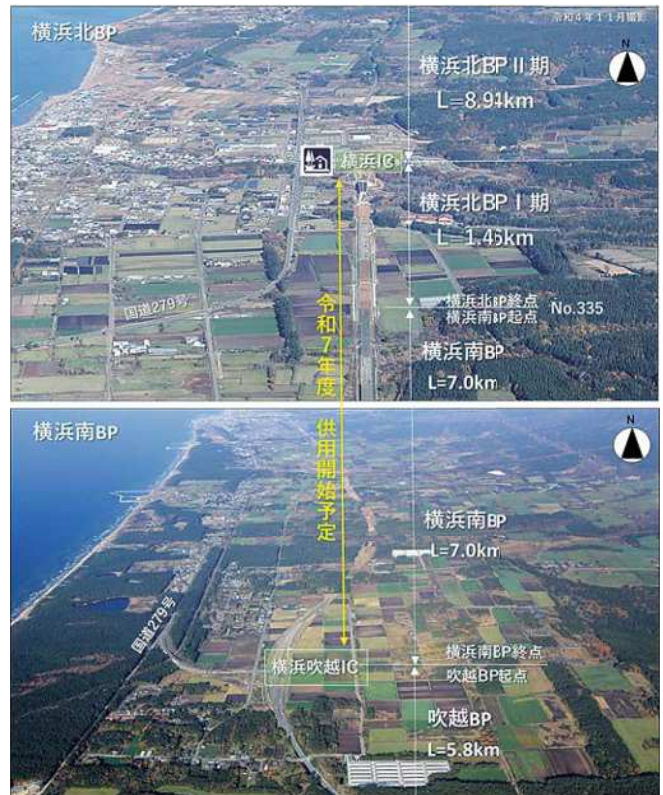 横浜北BP
令和4年11月撮影
N
横浜北BPⅡ期
L=8.94km
横浜IC
横浜北BPⅠ期
L=1.46km
国道279号
横浜北BP終点
横浜南BP起点
No.335
横浜南BP
L=7.0km
令和7年度 供用開始予定
横浜南BP
N
横浜南BP
L=7.0km
国道279号
横浜吹越IC
横浜南BP終点
吹越BP起点
吹越BP
L=5.8km